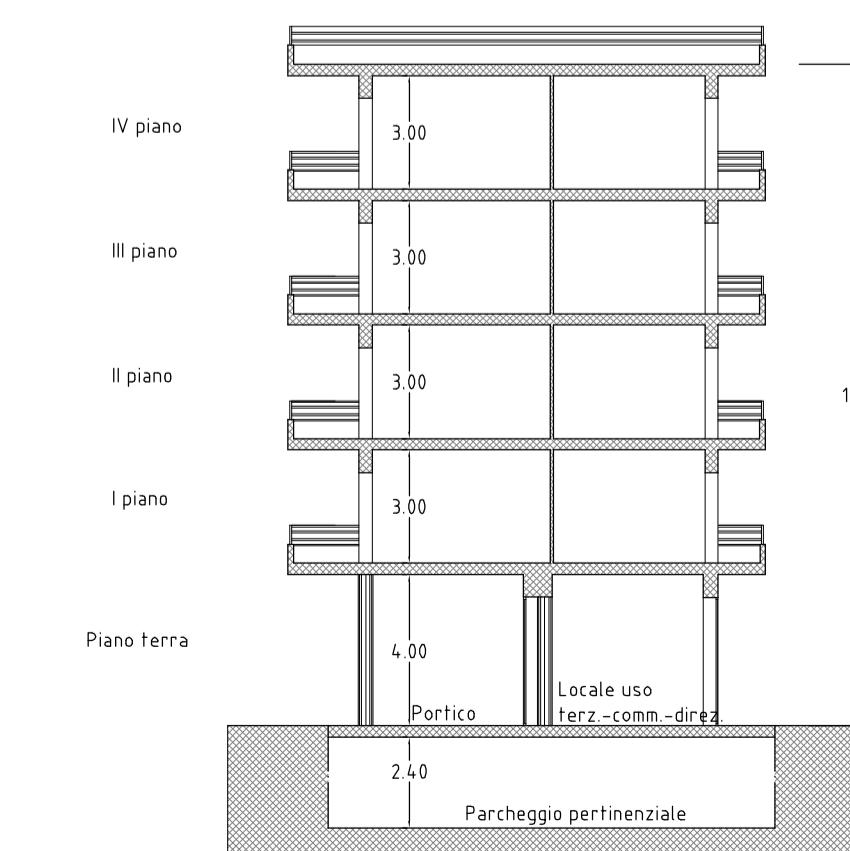 IV piano
3.00
III piano
3.00
II piano
3.00
1
I piano
3.00
Piano terra
4.00
Locale uso
terz.-comm.-direz.
Portico
2.40
Parcheggio pertinenziale